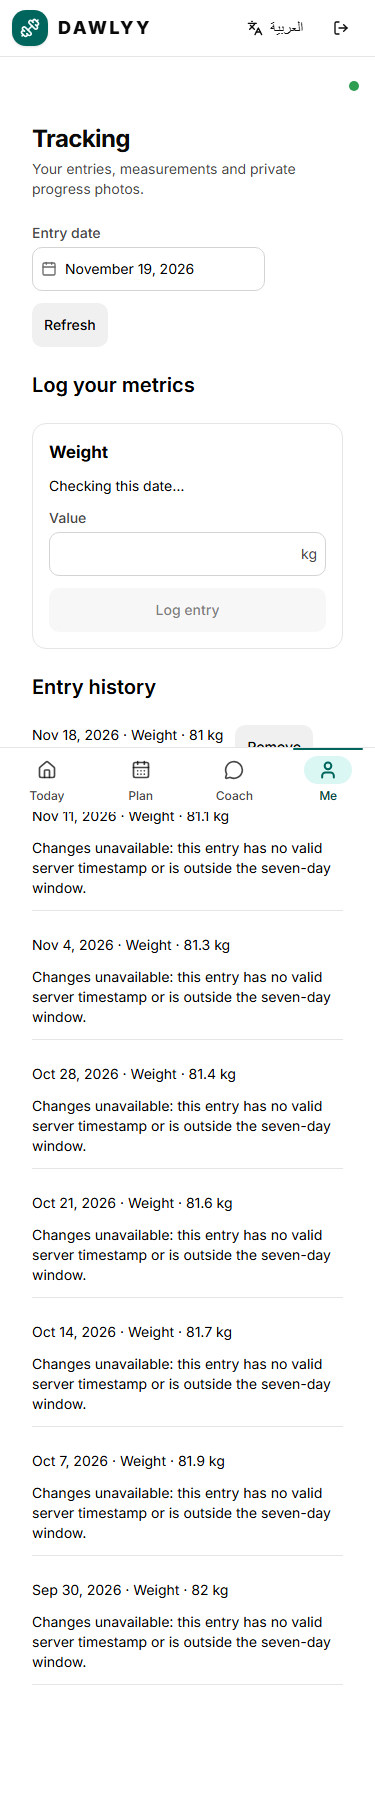 DAWLYY
العربية
Tracking
Your entries, measurements and private
progress photos.
Entry date
November 19, 2026
Refresh
Log your metrics
Weight
Checking this date...
Value
kg
Log entry
Entry history
Nov 18, 2026 · Weight · 81 kg
Remove
Today
Plan
Coach
Me
Nov 11, 2026 · Weight · 81.1 kg
Changes unavailable: this entry has no valid
server timestamp or is outside the seven-day
window.
Nov 4, 2026 · Weight · 81.3 kg
Changes unavailable: this entry has no valid
server timestamp or is outside the seven-day
window.
Oct 28, 2026 · Weight · 81.4 kg
Changes unavailable: this entry has no valid
server timestamp or is outside the seven-day
window.
Oct 21, 2026 · Weight · 81.6 kg
Changes unavailable: this entry has no valid
server timestamp or is outside the seven-day
window.
Oct 14, 2026 · Weight · 81.7 kg
Changes unavailable: this entry has no valid
server timestamp or is outside the seven-day
window.
Oct 7, 2026 · Weight · 81.9 kg
Changes unavailable: this entry has no valid
server timestamp or is outside the seven-day
window.
Sep 30, 2026 · Weight · 82 kg
Changes unavailable: this entry has no valid
server timestamp or is outside the seven-day
window.